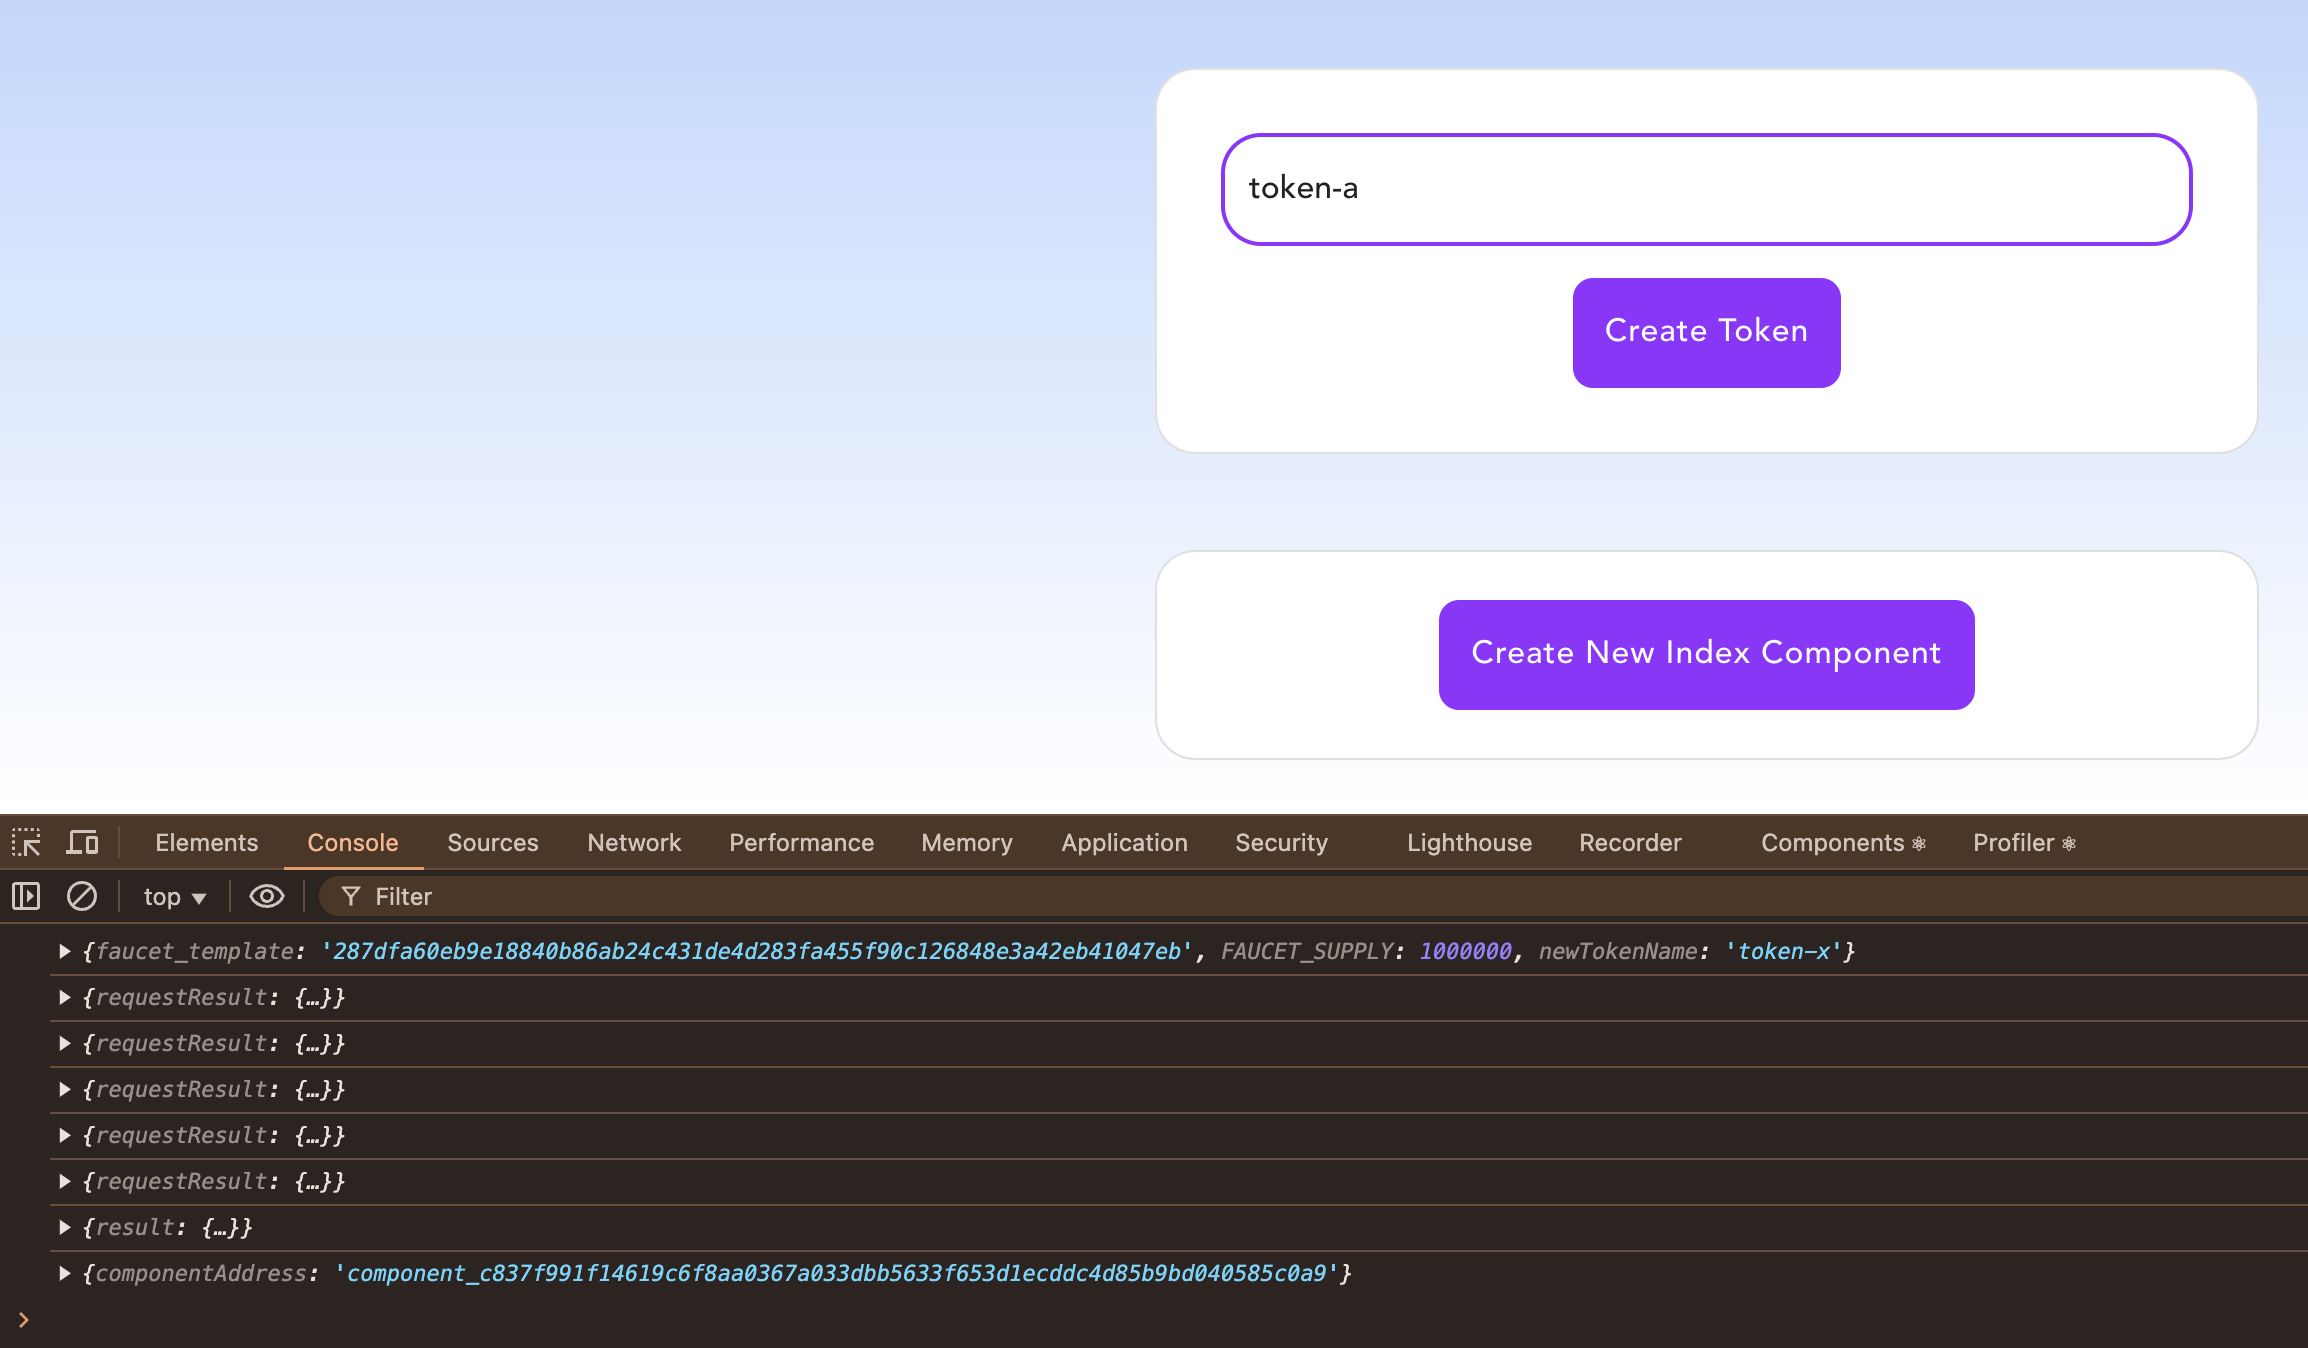 token-a
Create Token
Create New Index Component
Elements Console Sources Network Performance Memory Application Security Lighthouse Recorder Components ⚛ Profiler ⚛
top ▼ Filter
▶ {faucet_template: '287dfa60eb9e18840b86ab24c431de4d283fa455f90c126848e3a42eb41047eb', FAUCET_SUPPLY: 1000000, newTokenName: 'token-x'}
▶ {requestResult: {…}}
▶ {requestResult: {…}}
▶ {requestResult: {…}}
▶ {requestResult: {…}}
▶ {requestResult: {…}}
▶ {result: {…}}
▶ {componentAddress: 'component_c837f991f14619c6f8aa0367a033dbb5633f653d1ecddc4d85b9bd040585c0a9'}